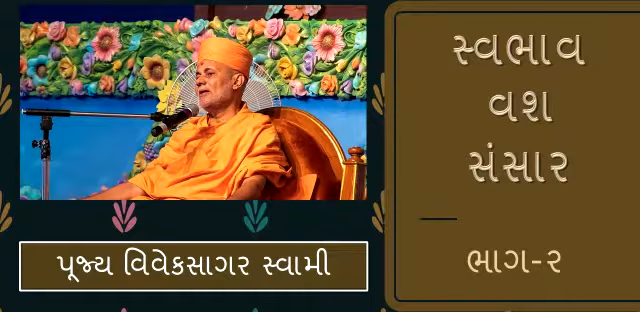 સ્વભાવ
વશ
સંસાર
ભાગ-૨
પૂજ્ય વિવેકસાગર સ્વામી